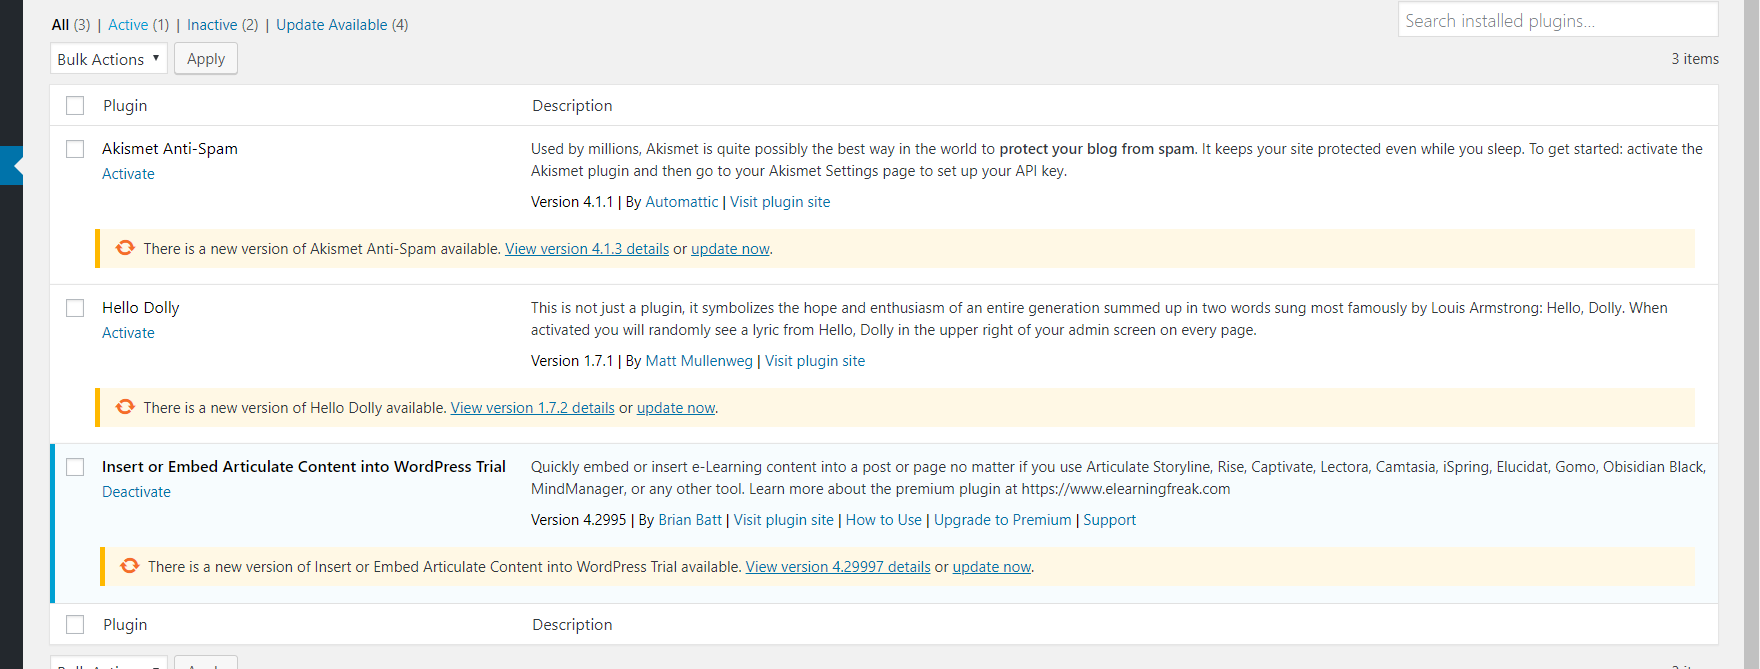 All (3) | Active (1) | Inactive (2) | Update Available (4)
Search installed plugins...
Bulk Actions Apply
3 items
Plugin Description
Akismet Anti-Spam
Activate
Used by millions, Akismet is quite possibly the best way in the world to protect your blog from spam. It keeps your site protected even while you sleep. To get started: activate the
Akismet plugin and then go to your Akismet Settings page to set up your API key.
Version 4.1.1 | By Automattic | Visit plugin site
There is a new version of Akismet Anti-Spam available. View version 4.1.3 details or update now.
Hello Dolly
Activate
This is not just a plugin, it symbolizes the hope and enthusiasm of an entire generation summed up in two words sung most famously by Louis Armstrong: Hello, Dolly. When
activated you will randomly see a lyric from Hello, Dolly in the upper right of your admin screen on every page.
Version 1.7.1 | By Matt Mullenweg | Visit plugin site
There is a new version of Hello Dolly available. View version 1.7.2 details or update now.
Insert or Embed Articulate Content into WordPress Trial
Deactivate
Quickly embed or insert e-Learning content into a post or page no matter if you use Articulate Storyline, Rise, Captivate, Lectora, Camtasia, iSpring, Elucidat, Gomo, Obisidian Black,
MindManager, or any other tool. Learn more about the premium plugin at https://www.elearningfreak.com
Version 4.2995 | By Brian Batt | Visit plugin site | How to Use | Upgrade to Premium | Support
There is a new version of Insert or Embed Articulate Content into WordPress Trial available. View version 4.29997 details or update now.
Plugin Description